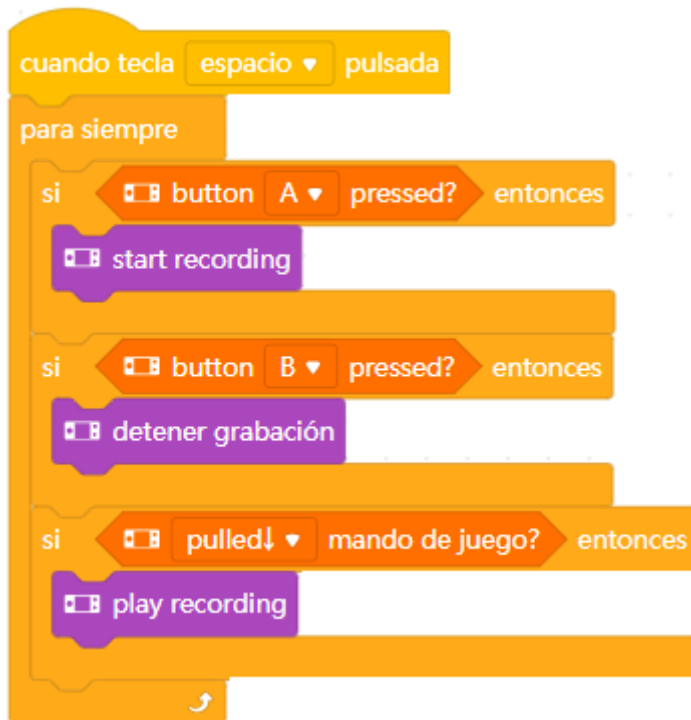 cuando tecla espacio pulsada
para siempre
si button A pressed? entonces
start recording
si button B pressed? entonces
detener grabación
si pulled↓ mando de juego? entonces
play recording